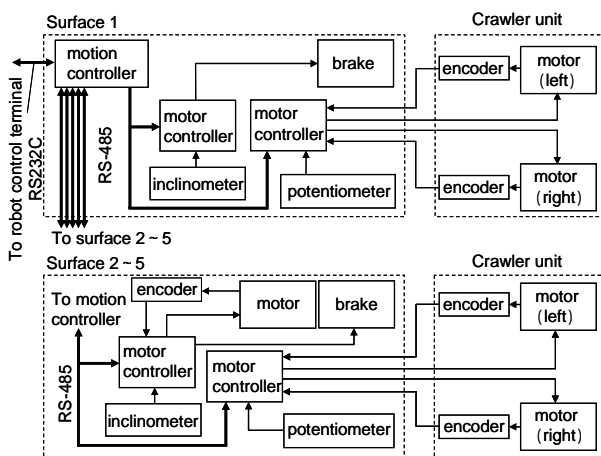 Surface 1
Crawler unit
motion
controller
brake
encoder
motor
(left)
motor
controller
motor
controller
inclinometer
potentiometer
encoder
motor
(right)
To robot control terminal
RS232C
RS-485
To surface 2~5
Surface 2~5
Crawler unit
To motion
controller
encoder
motor
brake
encoder
motor
(left)
motor
controller
motor
controller
RS-485
inclinometer
potentiometer
encoder
motor
(right)